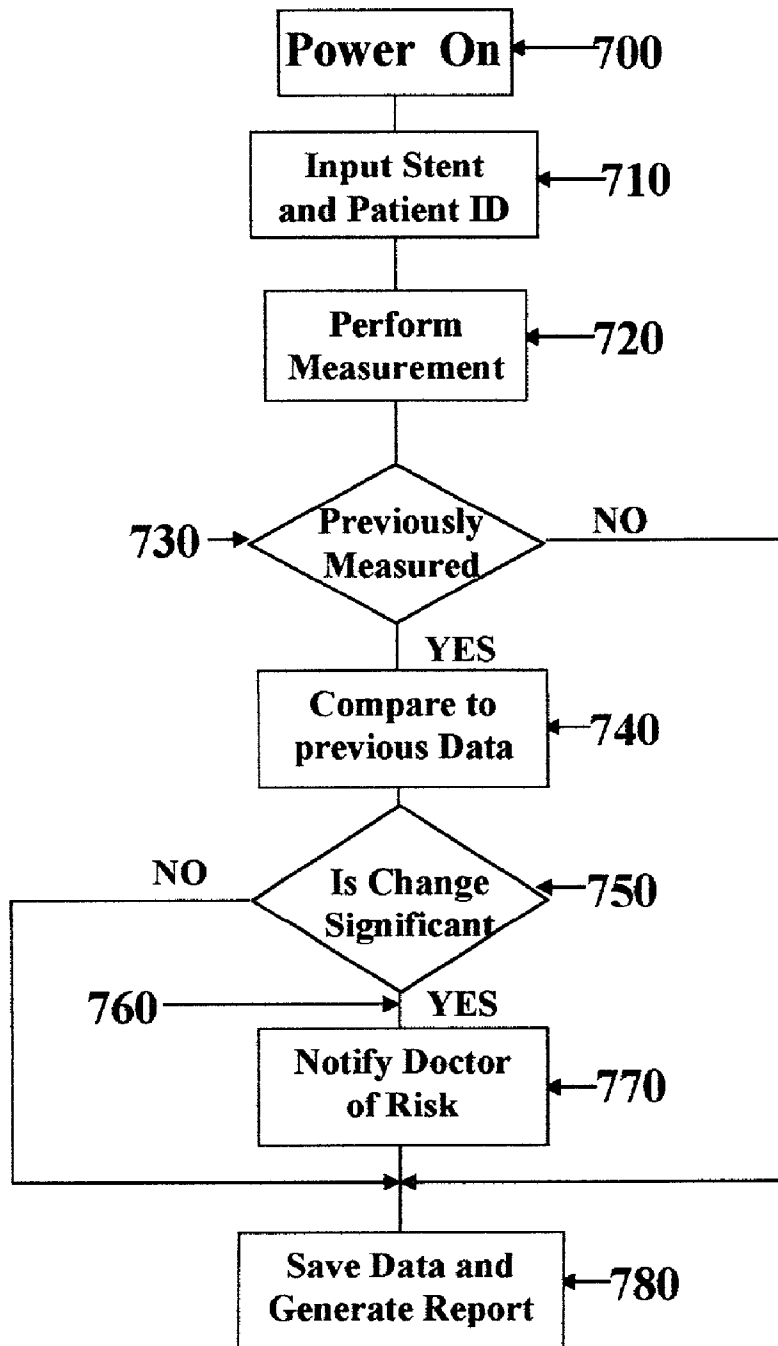 Power On
700
Input Stent
and Patient ID
710
Perform
Measurement
720
730
Previously
Measured
NO
YES
Compare to
previous Data
740
NO
Is Change
Significant
750
760
YES
Notify Doctor
of Risk
770
Save Data and
Generate Report
780